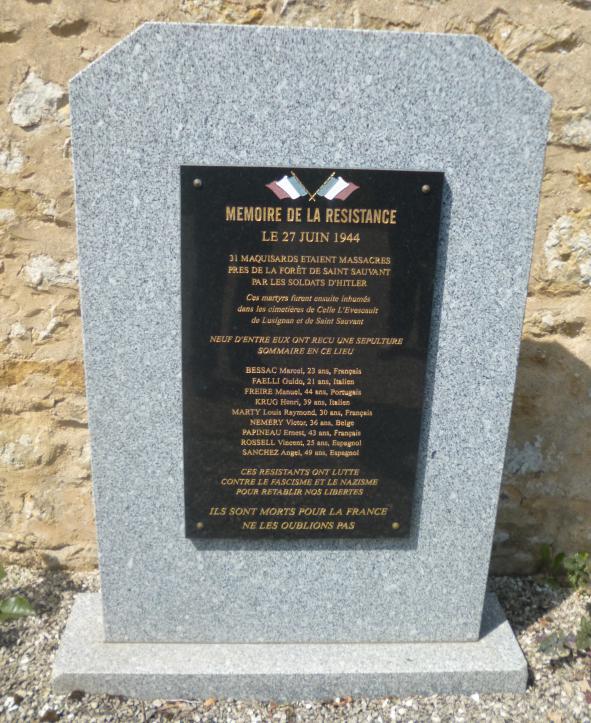 MEMOIRE DE LA RESISTANCE
LE 27 JUIN 1944
31 MAQUISARDS ETAIENT MASSACRES
PRES DE LA FORÊT DE SAINT SAUVANT
PAR LES SOLDATS D'HITLER
Ces martyrs furent ensuite inhumés
dans les cimetières de Celle L'Evescault
de Lusignan et de Saint Sauvant
NEUF D'ENTRE EUX ONT RECU UNE SEPULTURE
SOMMAIRE EN CE LIEU
BESSAC Marcel, 23 ans, Français
FAELLI Guido, 21 ans, Italien
FREIRE Manuel, 44 ans, Portugais
KRUG Henri, 39 ans, Italien
MARTY Louis Raymond, 30 ans, Français
NEMERY Victor, 36 ans, Belge
PAPINEAU Ernest, 43 ans, Français
ROSSELL Vincent, 25 ans, Espagnol
SANCHEZ Angel, 49 ans, Espagnol
CES RESISTANTS ONT LUTTE
CONTRE LE FASCISME ET LE NAZISME
POUR RETABLIR NOS LIBERTES
ILS SONT MORTS POUR LA FRANCE
NE LES OUBLIONS PAS